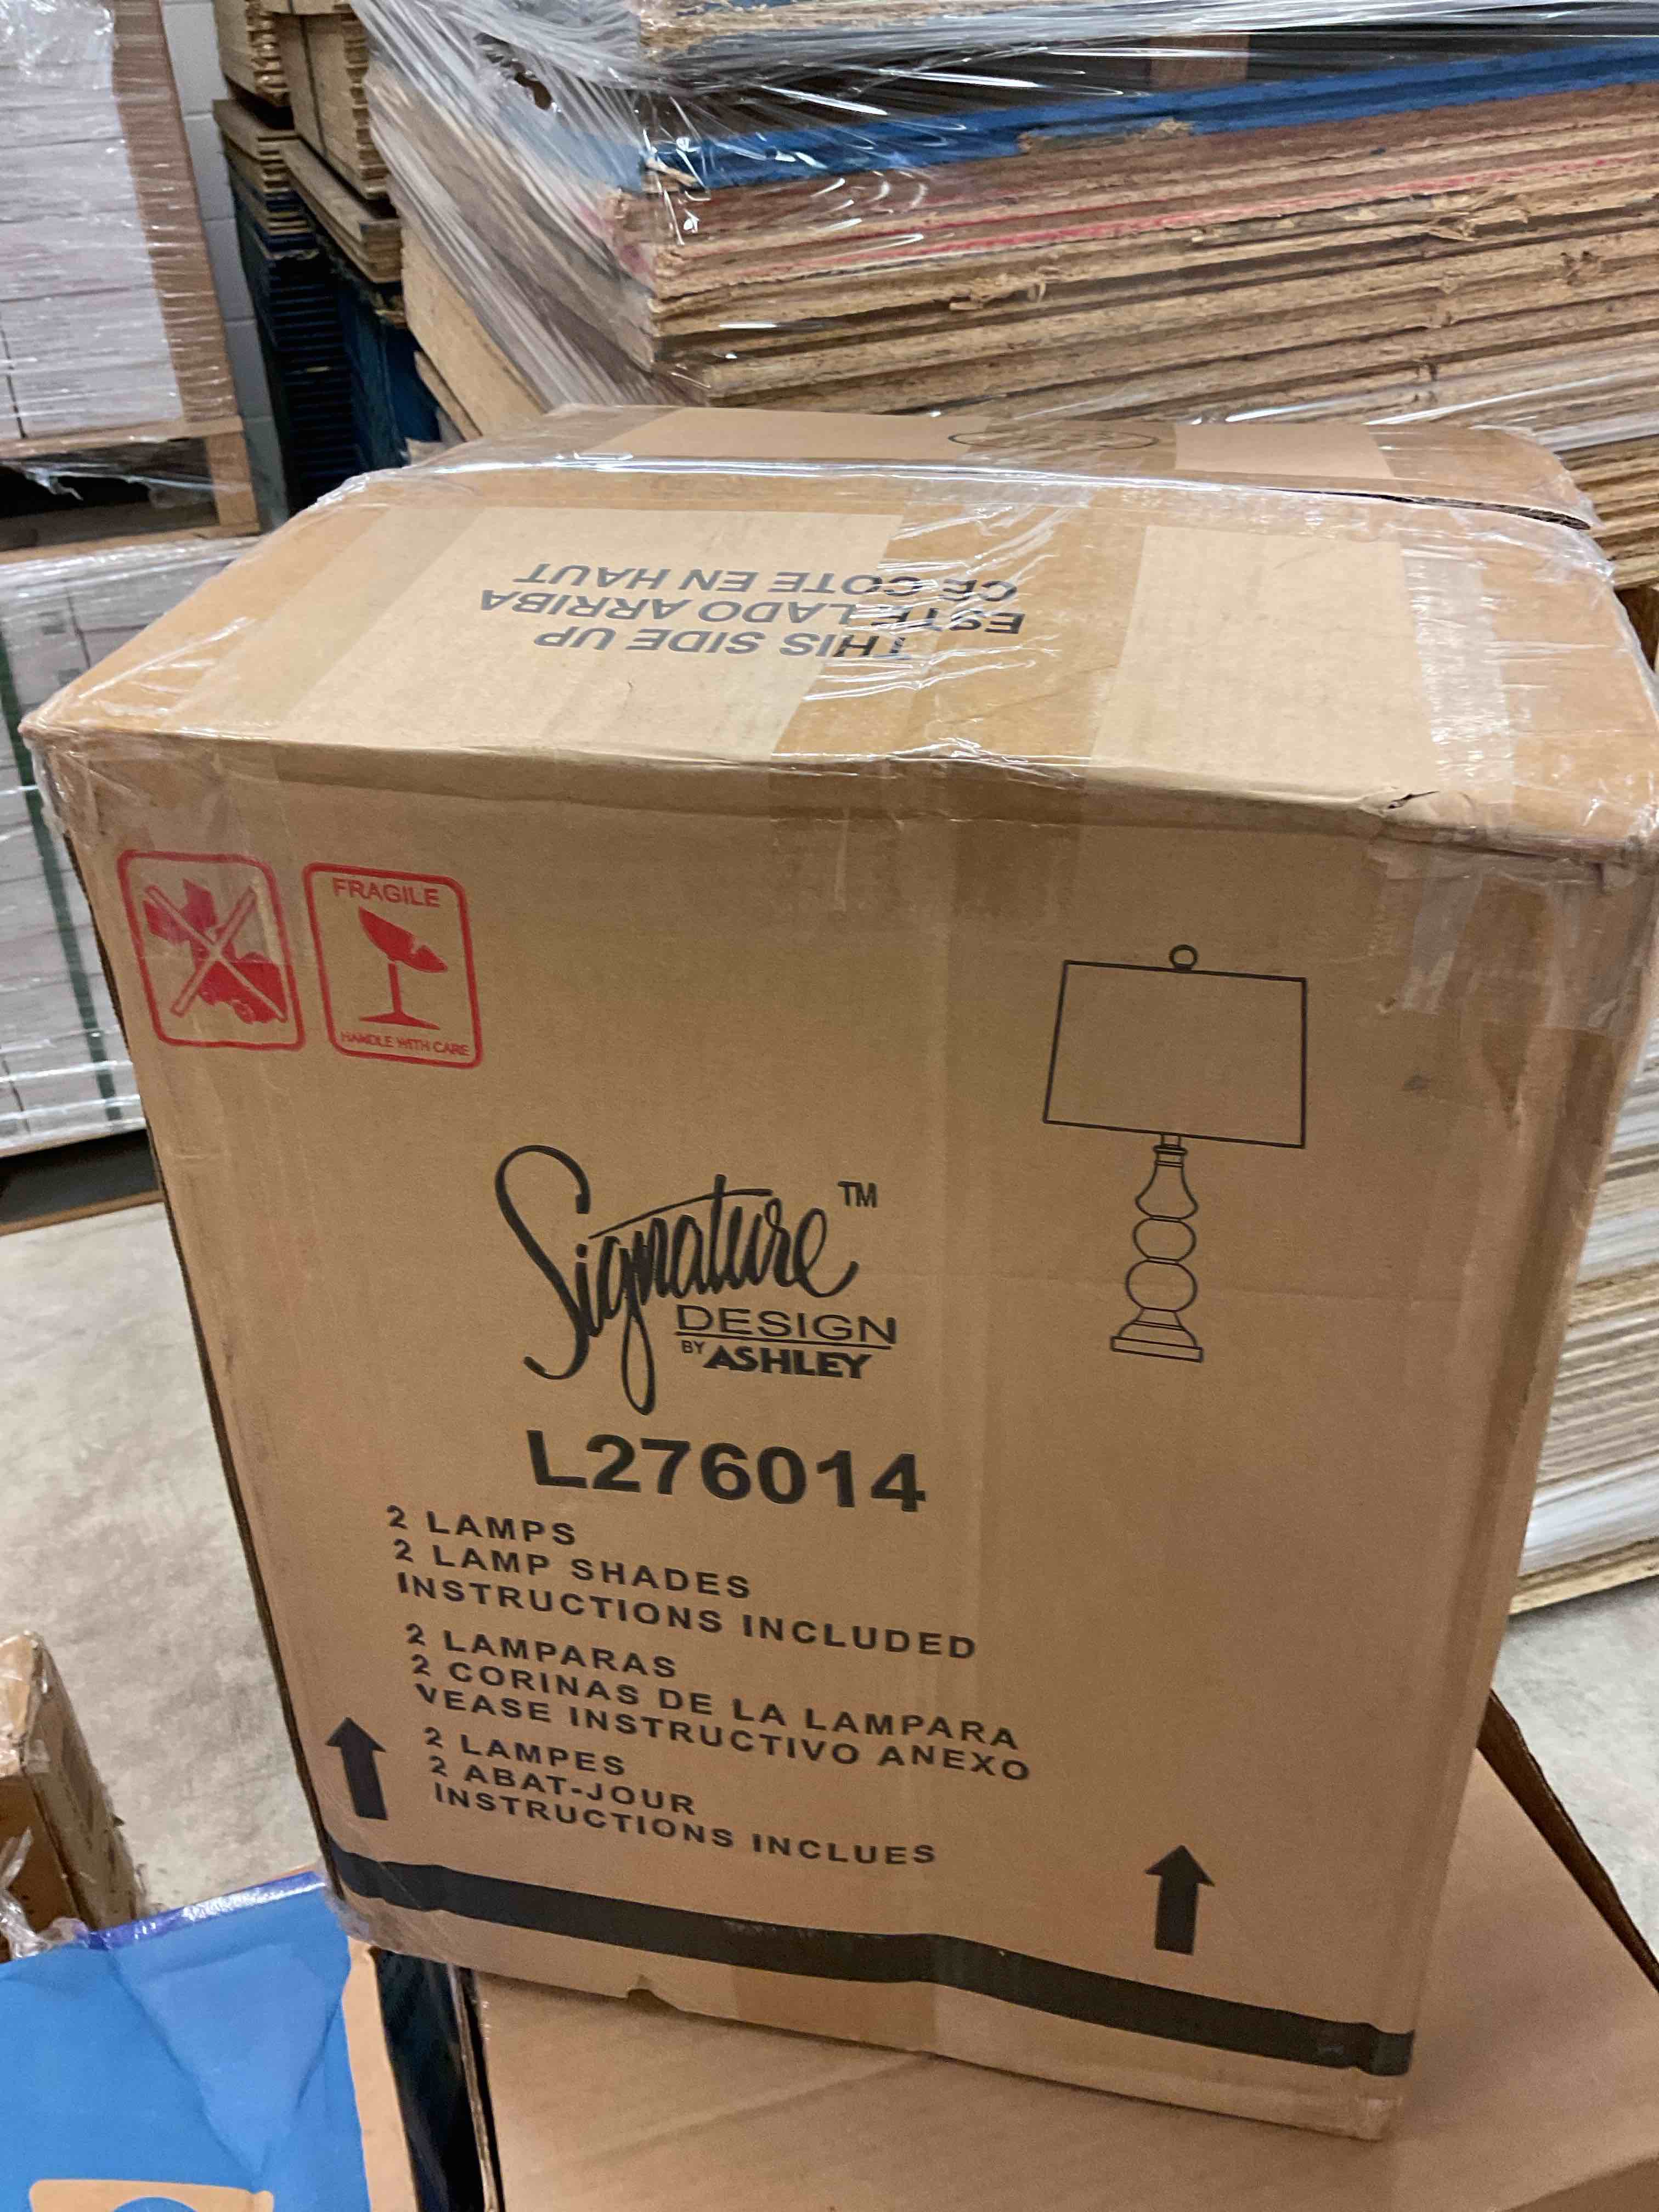 THIS SIDE UP
ESTE LADO ARRIBA
CE COTE EN HAUT
FRAGILE
HANDLE WITH CARE
Signature™
DESIGN
BY ASHLEY
L276014
2 LAMPS
2 LAMP SHADES
INSTRUCTIONS INCLUDED
2 LAMPARAS
2 CORINAS DE LA LAMPARA
VEASE INSTRUCTIVO ANEXO
2 LAMPES
2 ABAT-JOUR
INSTRUCTIONS INCLUES